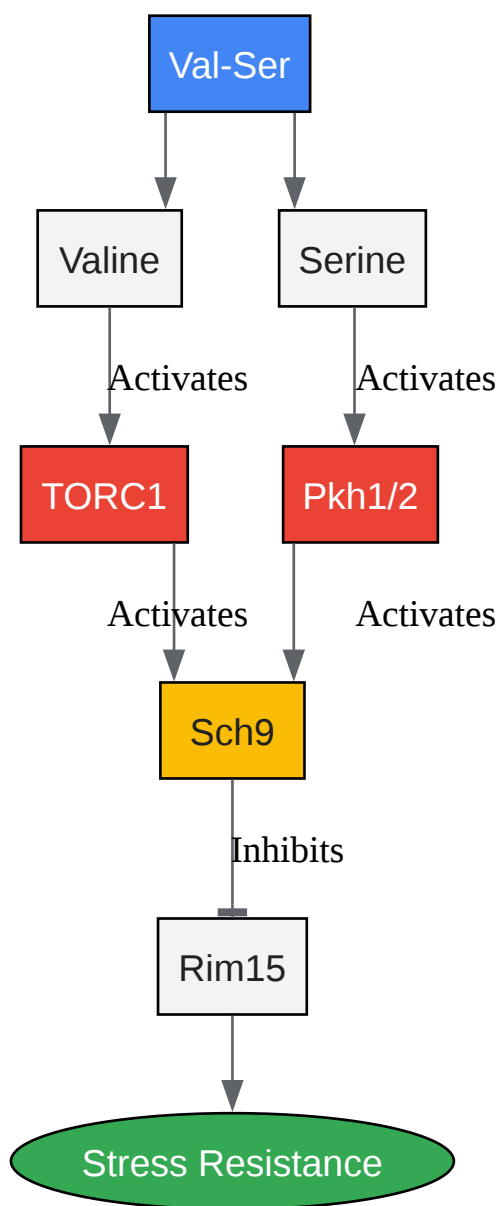 Val-Ser
Valine
Serine
Activates
Activates
TORC1
Pkh1/2
Activates
Activates
Sch9
Inhibits
Rim15
Stress Resistance